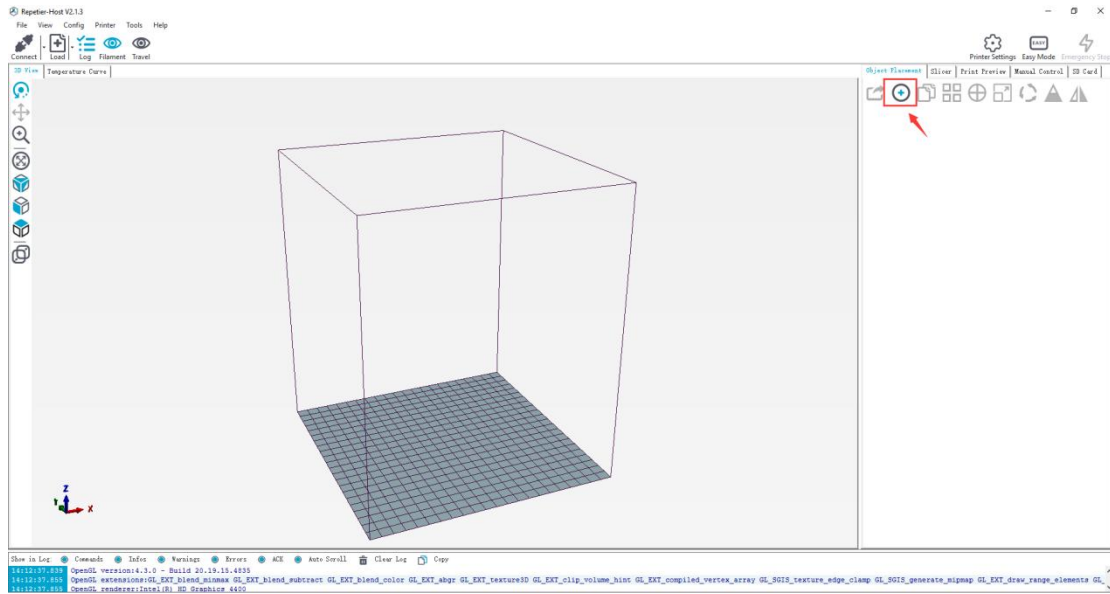 Repetier-Host V2.1.3
File View Config Printer Tools Help
Connect Load Log Filament Travel
Printer Settings Easy Mode Emergency Stop
EASY
3D View Temperature Curve
Object Placement Slicer Print Preview Manual Control SD Card
Z
Y
X
Show in Log: Commands Infos Warnings Errors ACK Auto Scroll Clear Log Copy
14:12:37.839 OpenGL version:4.3.0 - Build 20.19.15.4835
14:12:37.855 OpenGL extensions:GL_EXT_blend_minmax GL_EXT_blend_subtract GL_EXT_blend_color GL_EXT_abgr GL_EXT_texture3D GL_EXT_clip_volume_hint GL_EXT_compiled_vertex_array GL_SGIS_texture_edge_clamp GL_SGIS_generate_mipmap GL_EXT_draw_range_elements GL_
14:12:37.855 OpenGL renderer:Intel(R) HD Graphics 4400